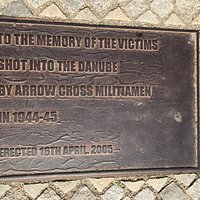 TO THE MEMORY OF THE VICTIMS
SHOT INTO THE DANUBE
BY ARROW CROSS MILITIAMEN
IN 1944-45
ERECTED 16TH APRIL, 2005